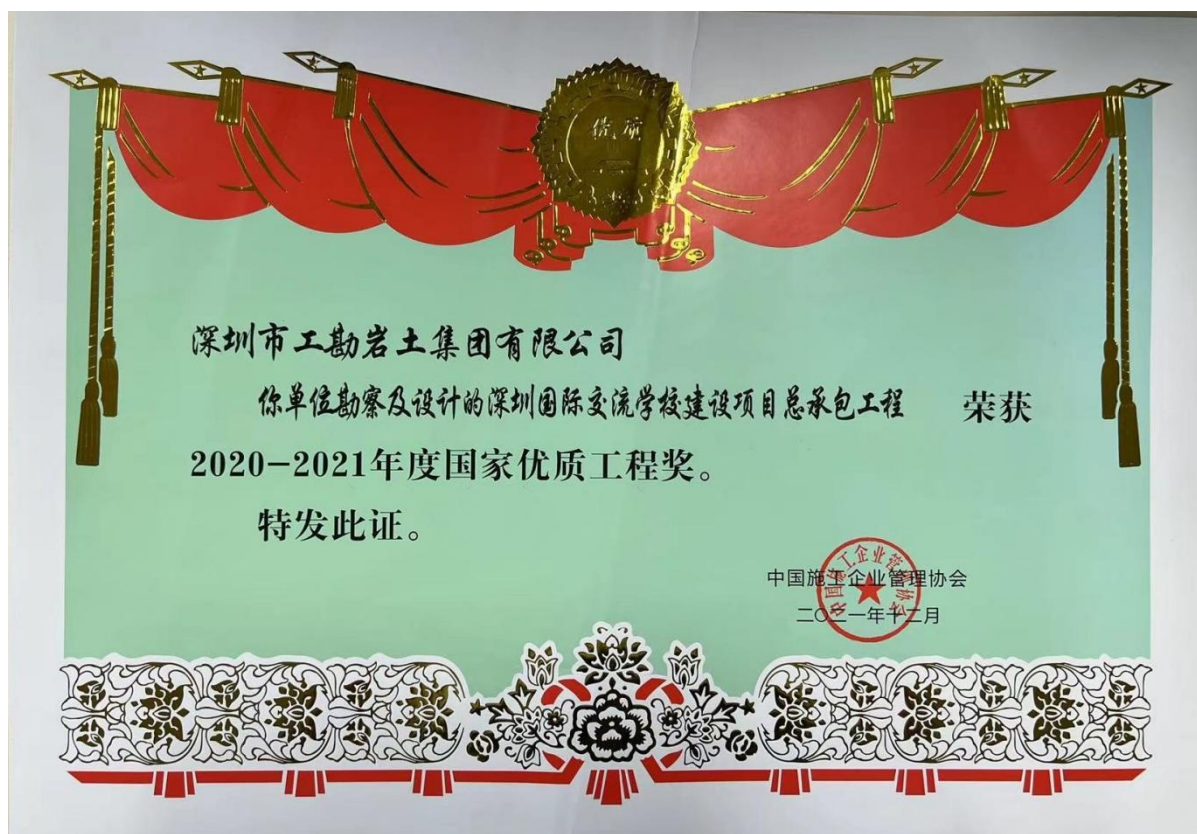 深圳市工勘岩土集团有限公司
你单位勘察及设计的深圳国际交流学校建设项目总承包工程 荣获
2020-2021年度国家优质工程奖。
特发此证。
中国施工企业管理协会
二〇二一年十二月